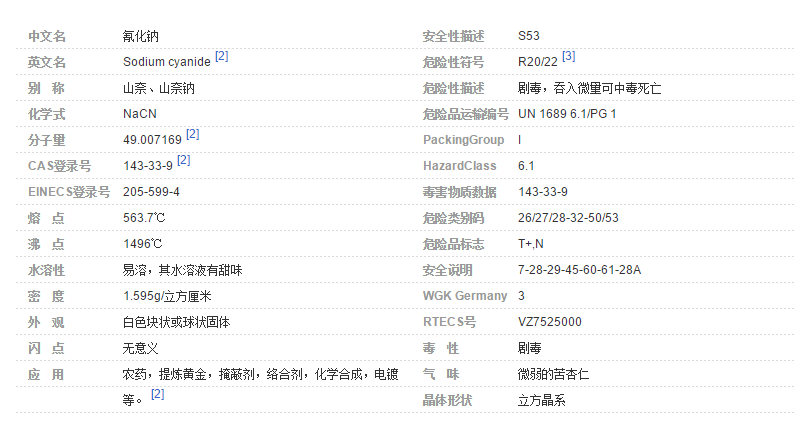 中文名 氰化钠 安全性描述 S53
英文名 Sodium cyanide [2] 危险性符号 R20/22 [3]
别 称 山奈、山奈钠 危险性描述 剧毒，吞入微量可中毒死亡
化学式 NaCN 危险品运输编号 UN 1689 6.1/PG 1
分子量 49.007169 [2] PackingGroup I
CAS登录号 143-33-9 [2] HazardClass 6.1
EINECS登录号 205-599-4 毒害物质数据 143-33-9
熔 点 563.7℃ 危险类别码 26/27/28-32-50/53
沸 点 1496℃ 危险品标志 T+,N
水溶性 易溶，其水溶液有甜味 安全说明 7-28-29-45-60-61-28A
密 度 1.595g/立方厘米 WGK Germany 3
外 观 白色块状或球状固体 RTECS号 VZ7525000
闪 点 无意义 毒 性 剧毒
应 用 农药，提炼黄金，掩蔽剂，络合剂，化学合成，电镀 气 味 微弱的苦杏仁
等。 [2] 晶体形状 立方晶系